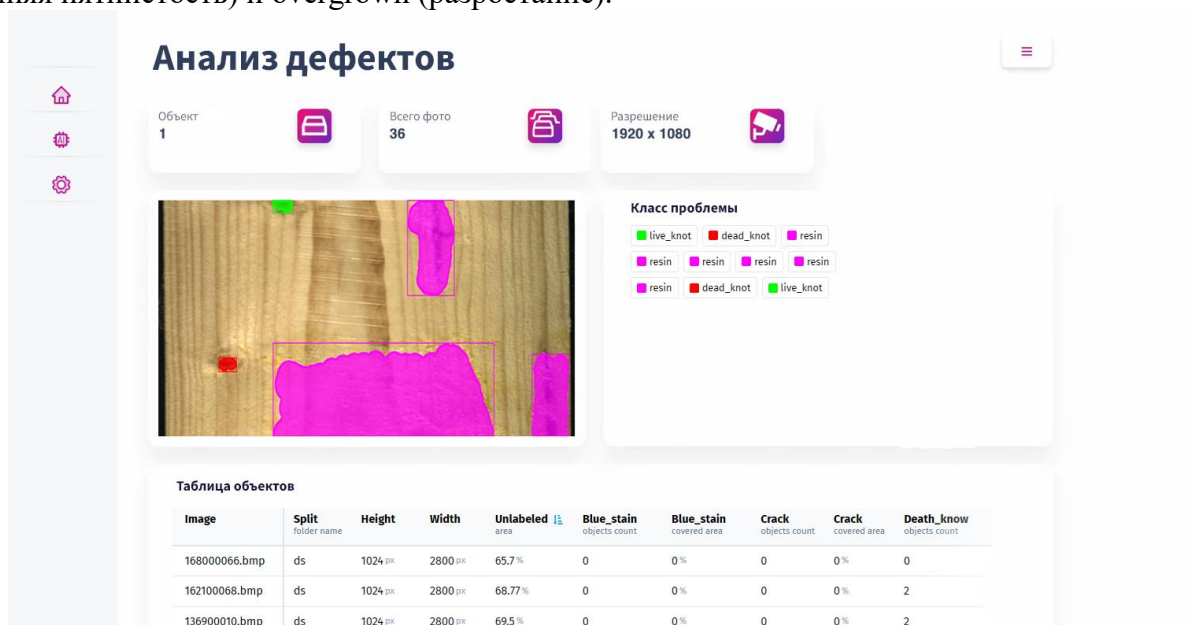 пятнистость) и overgrown (разростание).
Анализ дефектов
Объект
1
Всего фото
36
Разрешение
1920 x 1080
AI
Класс проблемы
live_knot dead_knot resin
resin resin resin resin
resin dead_knot live_knot
Таблица объектов
Image Split Height Width Unlabeled Blue_stain Blue_stain Crack Crack Death_know
folder name area objects count covered area objects count covered area objects count
168000066.bmp ds 1024 px 2800 px 65.7 % 0 0 % 0 0 % 0
162100068.bmp ds 1024 px 2800 px 68.77 % 0 0 % 0 0 % 2
136900010.bmp ds 1024 px 2800 px 69.5 % 0 0 % 0 0 % 2